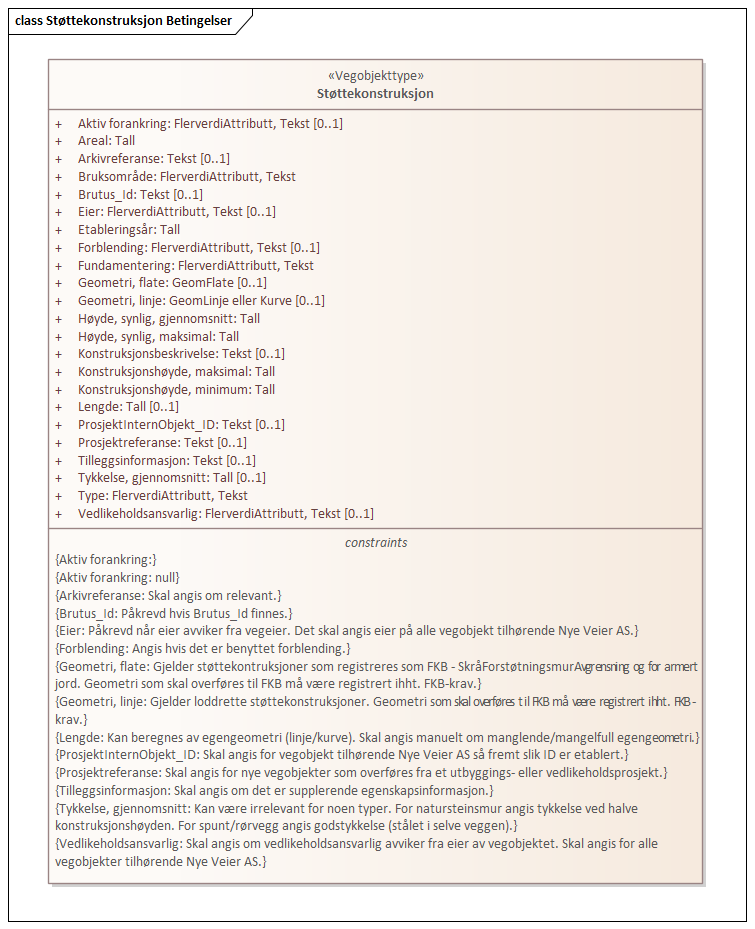 class Støttekonstruksjon Betingelser
«Vegobjekttype»
Støttekonstruksjon
+ Aktiv forankring: FlerverdiAttributt, Tekst [0..1]
+ Areal: Tall
+ Arkivreferanse: Tekst [0..1]
+ Bruksområde: FlerverdiAttributt, Tekst
+ Brutus_Id: Tekst [0..1]
+ Eier: FlerverdiAttributt, Tekst [0..1]
+ Etableringsår: Tall
+ Forblending: FlerverdiAttributt, Tekst [0..1]
+ Fundamentering: FlerverdiAttributt, Tekst
+ Geometri, flate: GeomFlate [0..1]
+ Geometri, linje: GeomLinje eller Kurve [0..1]
+ Høyde, synlig, gjennomsnitt: Tall
+ Høyde, synlig, maksimal: Tall
+ Konstruksjonsbeskrivelse: Tekst [0..1]
+ Konstruksjonshøyde, maksimal: Tall
+ Konstruksjonshøyde, minimum: Tall
+ Lengde: Tall [0..1]
+ ProsjektInternObjekt_ID: Tekst [0..1]
+ Prosjektreferanse: Tekst [0..1]
+ Tilleggsinformasjon: Tekst [0..1]
+ Tykkelse, gjennomsnitt: Tall [0..1]
+ Type: FlerverdiAttributt, Tekst
+ Vedlikeholdsansvarlig: FlerverdiAttributt, Tekst [0..1]
constraints
{Aktiv forankring:}
{Aktiv forankring: null}
{Arkivreferanse: Skal angis om relevant.}
{Brutus_Id: Påkrevd hvis Brutus_Id finnes.}
{Eier: Påkrevd når eier avviker fra vegeier. Det skal angis eier på alle vegobjekt tilhørende Nye Veier AS.}
{Forblending: Angis hvis det er benyttet forblending.}
{Geometri, flate: Gjelder støttekontruksjoner som registreres som FKB - SkråForstøtningsmurAvgrensning og for armert
jord. Geometri som skal overføres til FKB må være registrert ihht. FKB-krav.}
{Geometri, linje: Gjelder loddrette støttekonstruksjoner. Geometri som skal overføres til FKB må være registrert ihht. FKB-
krav.}
{Lengde: Kan beregnes av egengeometri (linje/kurve). Skal angis manuelt om manglende/mangelfull egengeometri.}
{ProsjektInternObjekt_ID: Skal angis for vegobjekt tilhørende Nye Veier AS så fremt slik ID er etablert.}
{Prosjektreferanse: Skal angis for nye vegobjekter som overføres fra et utbyggings- eller vedlikeholdsprosjekt.}
{Tilleggsinformasjon: Skal angis om det er supplerende egenskapsinformasjon.}
{Tykkelse, gjennomsnitt: Kan være irrelevant for noen typer. For natursteinsmur angis tykkelse ved halve
konstruksjonshøyden. For spunt/rørvegg angis godstykkelse (stålet i selve veggen).}
{Vedlikeholdsansvarlig: Skal angis om vedlikeholdsansvarlig avviker fra eier av vegobjektet. Skal angis for alle
vegobjekter tilhørende Nye Veier AS.}